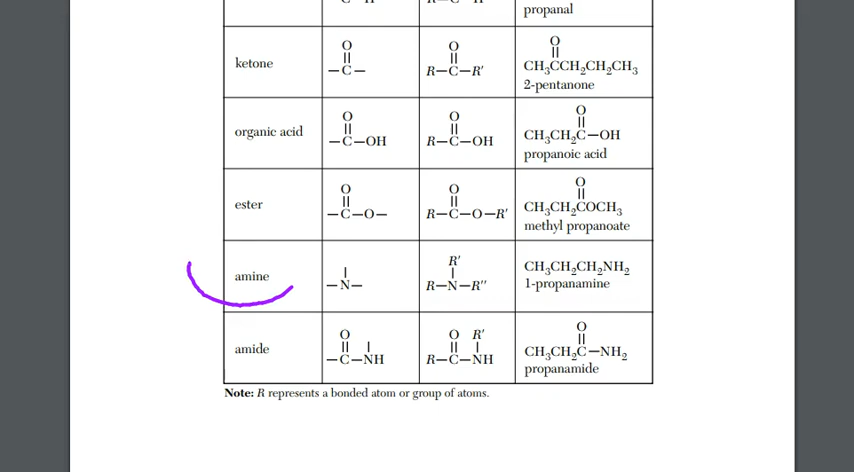 propanal
ketone
O
||
—C—
O
||
R—C—R′
O
||
CH₃CCH₂CH₂CH₃
2-pentanone
organic acid
O
||
—C—OH
O
||
R—C—OH
O
||
CH₃CH₂C—OH
propanoic acid
ester
O
||
—C—O—
O
||
R—C—O—R′
O
||
CH₃CH₂COCH₃
methyl propanoate
amine
|
—N—
R′
|
R—N—R″
CH₃CH₂CH₂NH₂
1-propanamine
amide
O
|| |
—C—NH
O R′
|| |
R—C—NH
O
||
CH₃CH₂C—NH₂
propanamide
Note: R represents a bonded atom or group of atoms.